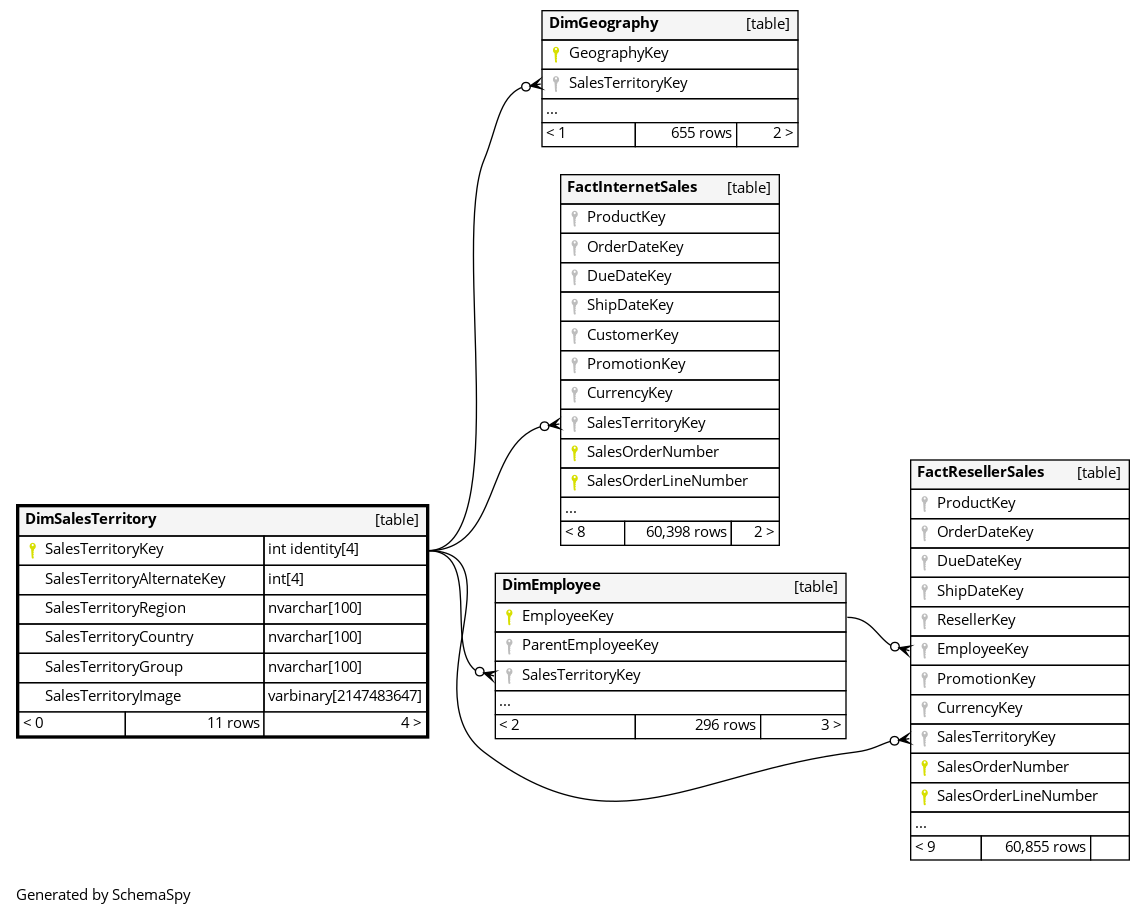 DimGeography [table]
GeographyKey
SalesTerritoryKey
...
< 1 655 rows 2 >
FactInternetSales [table]
ProductKey
OrderDateKey
DueDateKey
ShipDateKey
CustomerKey
PromotionKey
CurrencyKey
SalesTerritoryKey
SalesOrderNumber
SalesOrderLineNumber
...
< 8 60,398 rows 2 >
DimSalesTerritory [table]
SalesTerritoryKey int identity[4]
SalesTerritoryAlternateKey int[4]
SalesTerritoryRegion nvarchar[100]
SalesTerritoryCountry nvarchar[100]
SalesTerritoryGroup nvarchar[100]
SalesTerritoryImage varbinary[2147483647]
< 0 11 rows 4 >
DimEmployee [table]
EmployeeKey
ParentEmployeeKey
SalesTerritoryKey
...
< 2 296 rows 3 >
FactResellerSales [table]
ProductKey
OrderDateKey
DueDateKey
ShipDateKey
ResellerKey
EmployeeKey
PromotionKey
CurrencyKey
SalesTerritoryKey
SalesOrderNumber
SalesOrderLineNumber
...
< 9 60,855 rows
Generated by SchemaSpy